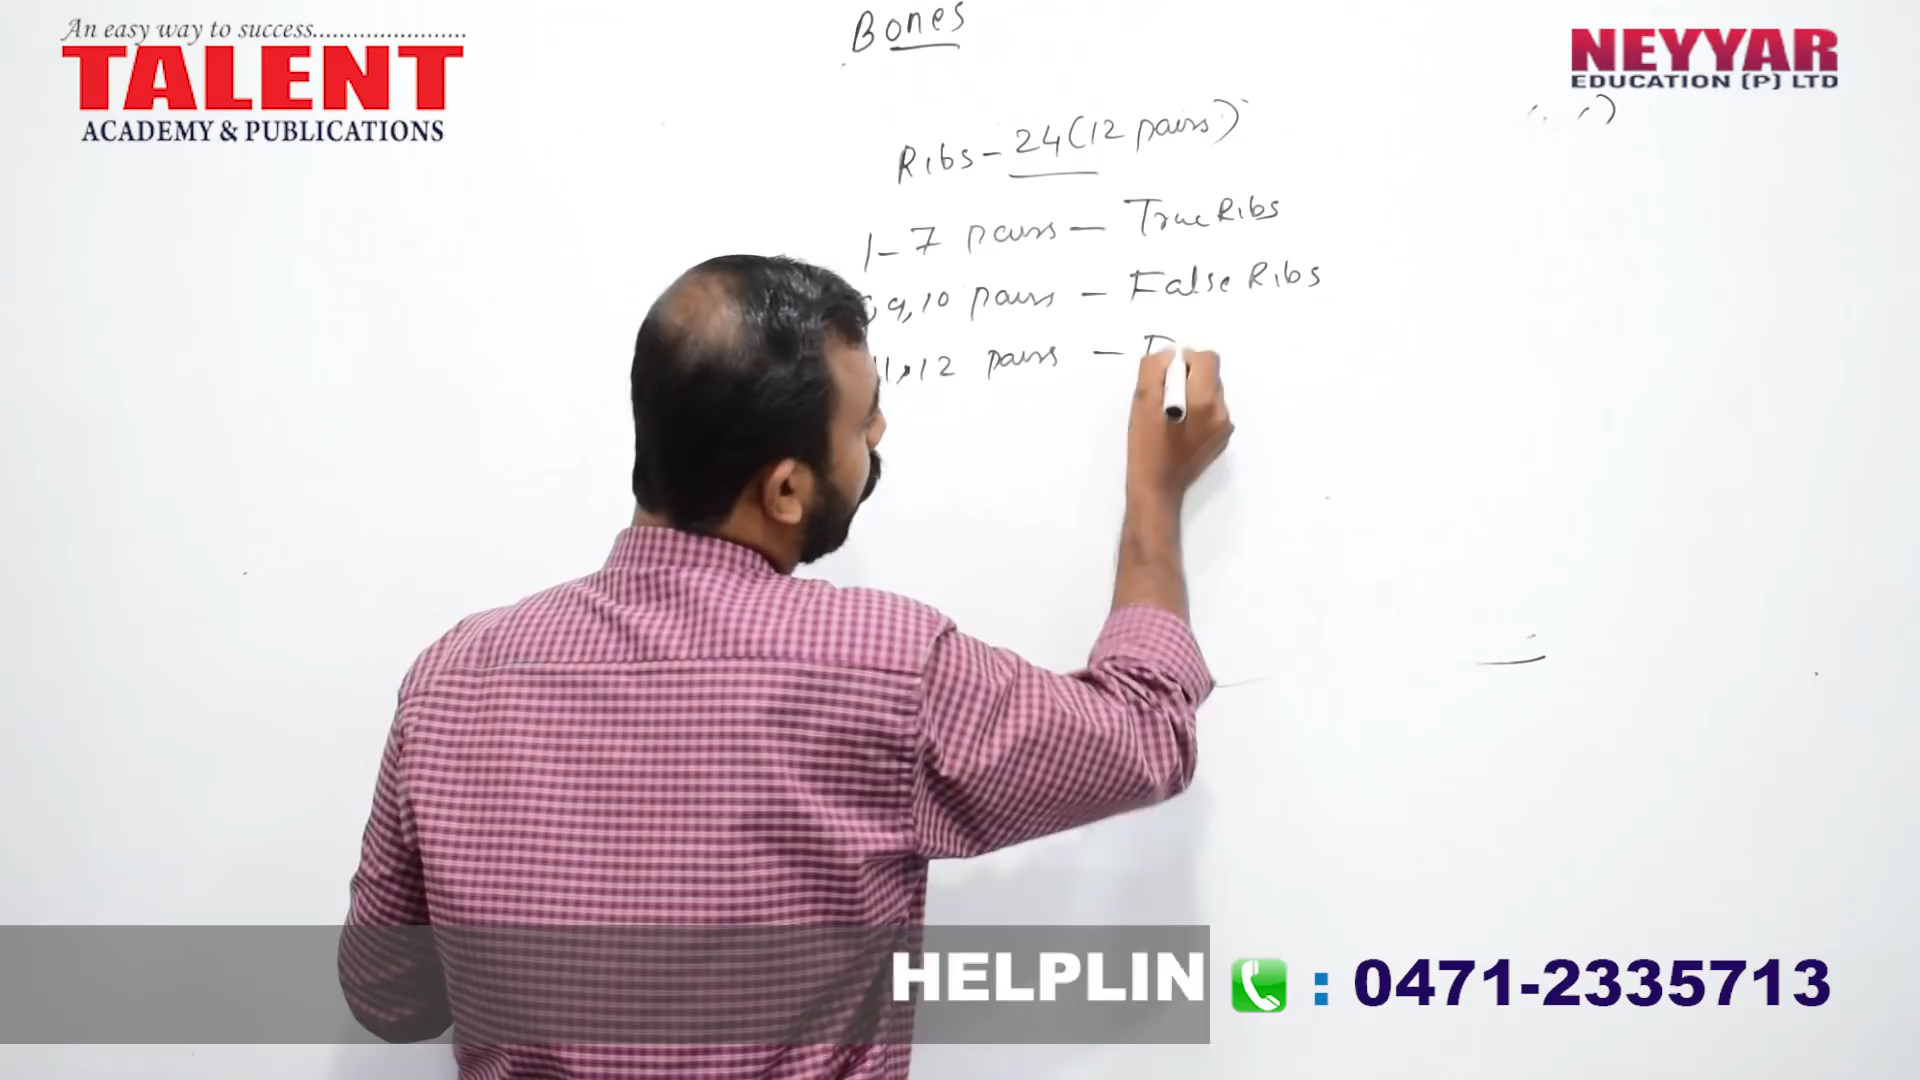 An easy way to success.......................
TALENT
ACADEMY & PUBLICATIONS
NEYYAR
EDUCATION (P) LTD
Bones
Ribs - 24 (12 pairs)
1-7 pairs - True Ribs
9,10 pairs - False Ribs
11,12 pairs -
HELPLIN
: 0471-2335713